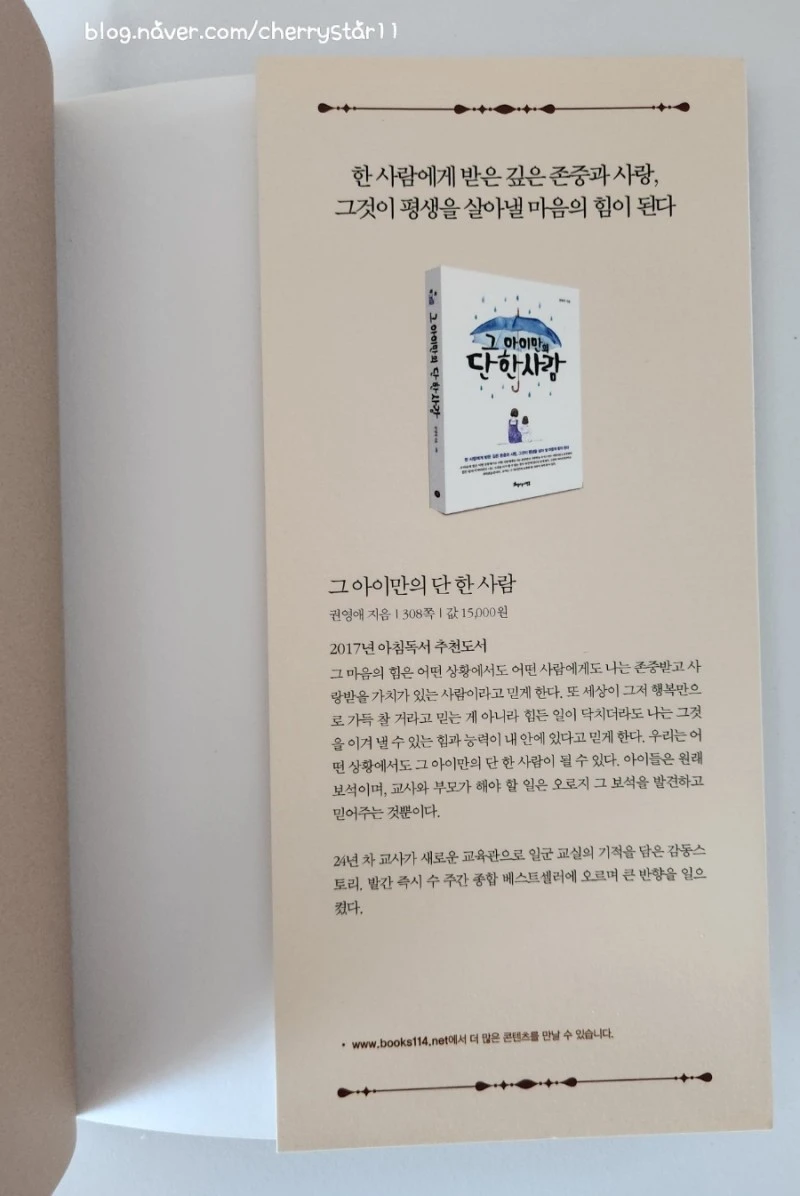 blog.naver.com/cherrystar11
한 사람에게 받은 깊은 존중과 사랑,
그것이 평생을 살아낼 마음의 힘이 된다
그 아이만의 단 한 사람
그 아이만의
단 한 사람
그 아이만의 단 한 사람
권영애 지음 | 308쪽 | 값 15,000원
2017년 아침독서 추천도서
그 마음의 힘은 어떤 상황에서도 어떤 사람에게도 나는 존중받고 사
랑받을 가치가 있는 사람이라고 믿게 한다. 또 세상이 그저 행복만으
로 가득 찰 거라고 믿는 게 아니라 힘든 일이 닥치더라도 나는 그것
을 이겨 낼 수 있는 힘과 능력이 내 안에 있다고 믿게 한다. 우리는 어
떤 상황에서도 그 아이만의 단 한 사람이 될 수 있다. 아이들은 원래
보석이며, 교사와 부모가 해야 할 일은 오로지 그 보석을 발견하고
믿어주는 것뿐이다.
24년 차 교사가 새로운 교육관으로 일군 교실의 기적을 담은 감동스
토리. 발간 즉시 수 주간 종합 베스트셀러에 오르며 큰 반향을 일으
켰다.
• www.books114.net에서 더 많은 콘텐츠를 만날 수 있습니다.